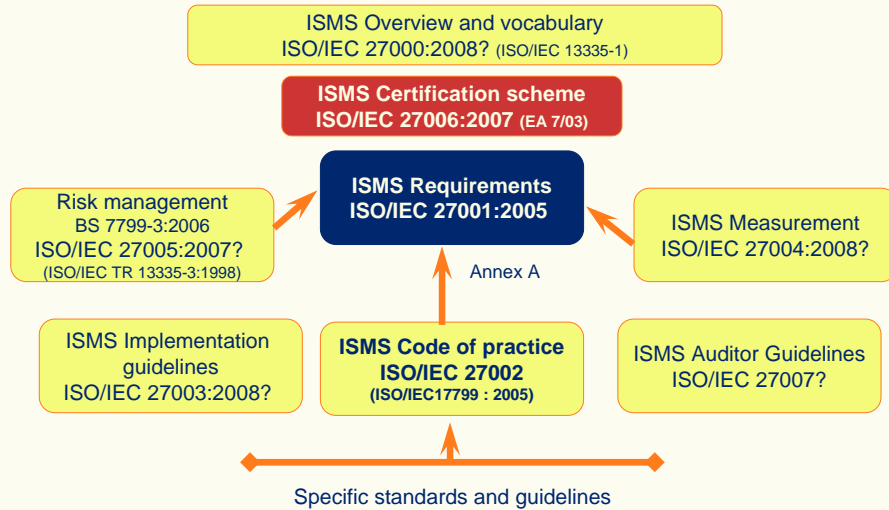 ISMS Overview and vocabulary
ISO/IEC 27000:2008? (ISO/IEC 13335-1)
ISMS Certification scheme
ISO/IEC 27006:2007 (EA 7/03)
ISMS Requirements
ISO/IEC 27001:2005
Risk management
BS 7799-3:2006
ISO/IEC 27005:2007?
(ISO/IEC TR 13335-3:1998)
ISMS Measurement
ISO/IEC 27004:2008?
Annex A
ISMS Implementation
guidelines
ISO/IEC 27003:2008?
ISMS Code of practice
ISO/IEC 27002
(ISO/IEC17799 : 2005)
ISMS Auditor Guidelines
ISO/IEC 27007?
Specific standards and guidelines